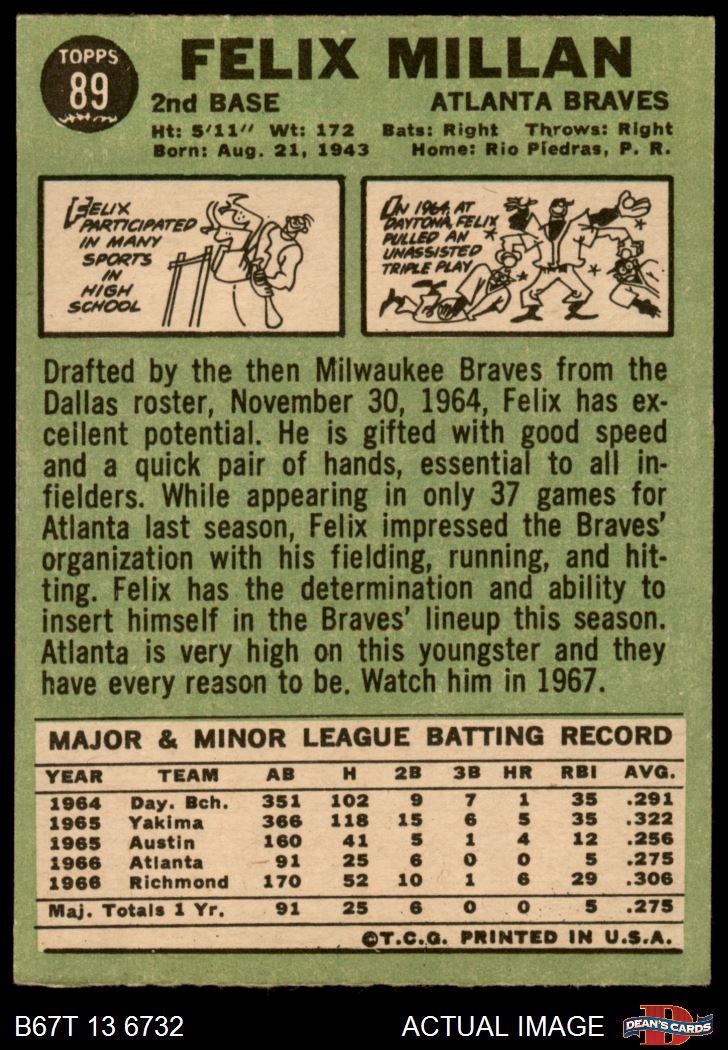 TOPPS
89
FELIX MILLAN
2nd BASE ATLANTA BRAVES
Ht: 5'11" Wt: 172 Bats: Right Throws: Right
Born: Aug. 21, 1943 Home: Rio Piedras, P. R.
FELIX
PARTICIPATED
IN MANY
SPORTS
IN
HIGH
SCHOOL
IN 1964, AT
DAYTONA, FELIX
PULLED AN
UNASSISTED
TRIPLE PLAY
Drafted by the then Milwaukee Braves from the
Dallas roster, November 30, 1964, Felix has ex-
cellent potential. He is gifted with good speed
and a quick pair of hands, essential to all in-
fielders. While appearing in only 37 games for
Atlanta last season, Felix impressed the Braves'
organization with his fielding, running, and hit-
ting. Felix has the determination and ability to
insert himself in the Braves' lineup this season.
Atlanta is very high on this youngster and they
have every reason to be. Watch him in 1967.
MAJOR & MINOR LEAGUE BATTING RECORD
YEAR TEAM AB H 2B 3B HR RBI AVG.
1964 Day. Bch. 351 102 9 7 1 35 .291
1965 Yakima 366 118 15 6 5 35 .322
1965 Austin 160 41 5 1 4 12 .256
1966 Atlanta 91 25 6 0 0 5 .275
1966 Richmond 170 52 10 1 6 29 .306
Maj. Totals 1 Yr. 91 25 6 0 0 5 .275
©T.C.G. PRINTED IN U.S.A.
B67T 13 6732 ACTUAL IMAGE
D
DEAN'S CARDS